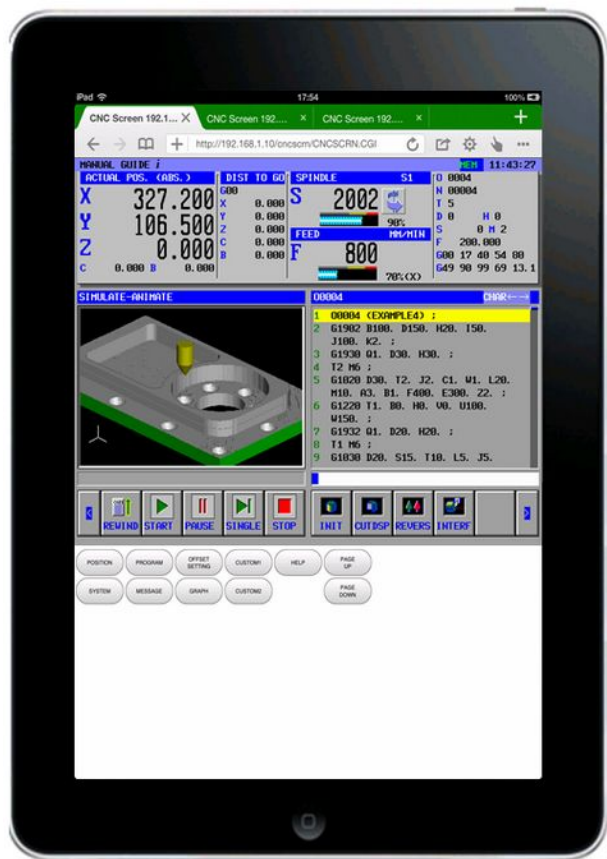 iPad 17:54 100%
CNC Screen 192.1... × CNC Screen 192.... × CNC Screen 192.... × +
http://192.168.1.10/cncscrn/CNCSCRN.CGI
MANUAL GUIDE i MEM 11:43:27
ACTUAL POS. (ABS.) DIST TO GO SPINDLE S1 O 0004
X 327.200 G00 S 2002 N 00004
X 0.000 T 5
Y 106.500 Y 0.000 90% D 0 H 0
Z 0.000 FEED MM/MIN S 0 M 2
Z 0.000 C 0.000 F 800 F 200.000
B 0.000 G00 17 40 54 80
C 0.000 B 0.000 70%(X) G49 98 99 69 13.1
SIMULATE-ANIMATE O0004 CHAR←→
1 O0004 (EXAMPLE4) ;
2 G1902 B100. D150. H20. I50.
J100. K2. ;
3 G1930 Q1. D30. H30. ;
4 T2 M6 ;
5 G1020 D30. T2. J2. C1. W1. L20.
M10. A3. B1. F400. E300. Z2. ;
6 G1220 T1. B0. H0. V0. U100.
W150. ;
7 G1932 Q1. D20. H20. ;
8 T1 M6 ;
9 G1030 D20. S15. T10. L5. J5.
< REWIND START PAUSE SINGLE STOP INIT CUTDSP REVERS INTERF >
POSITION PROGRAM OFFSET SETTING CUSTOM1 HELP PAGE UP
SYSTEM MESSAGE GRAPH CUSTOM2 PAGE DOWN